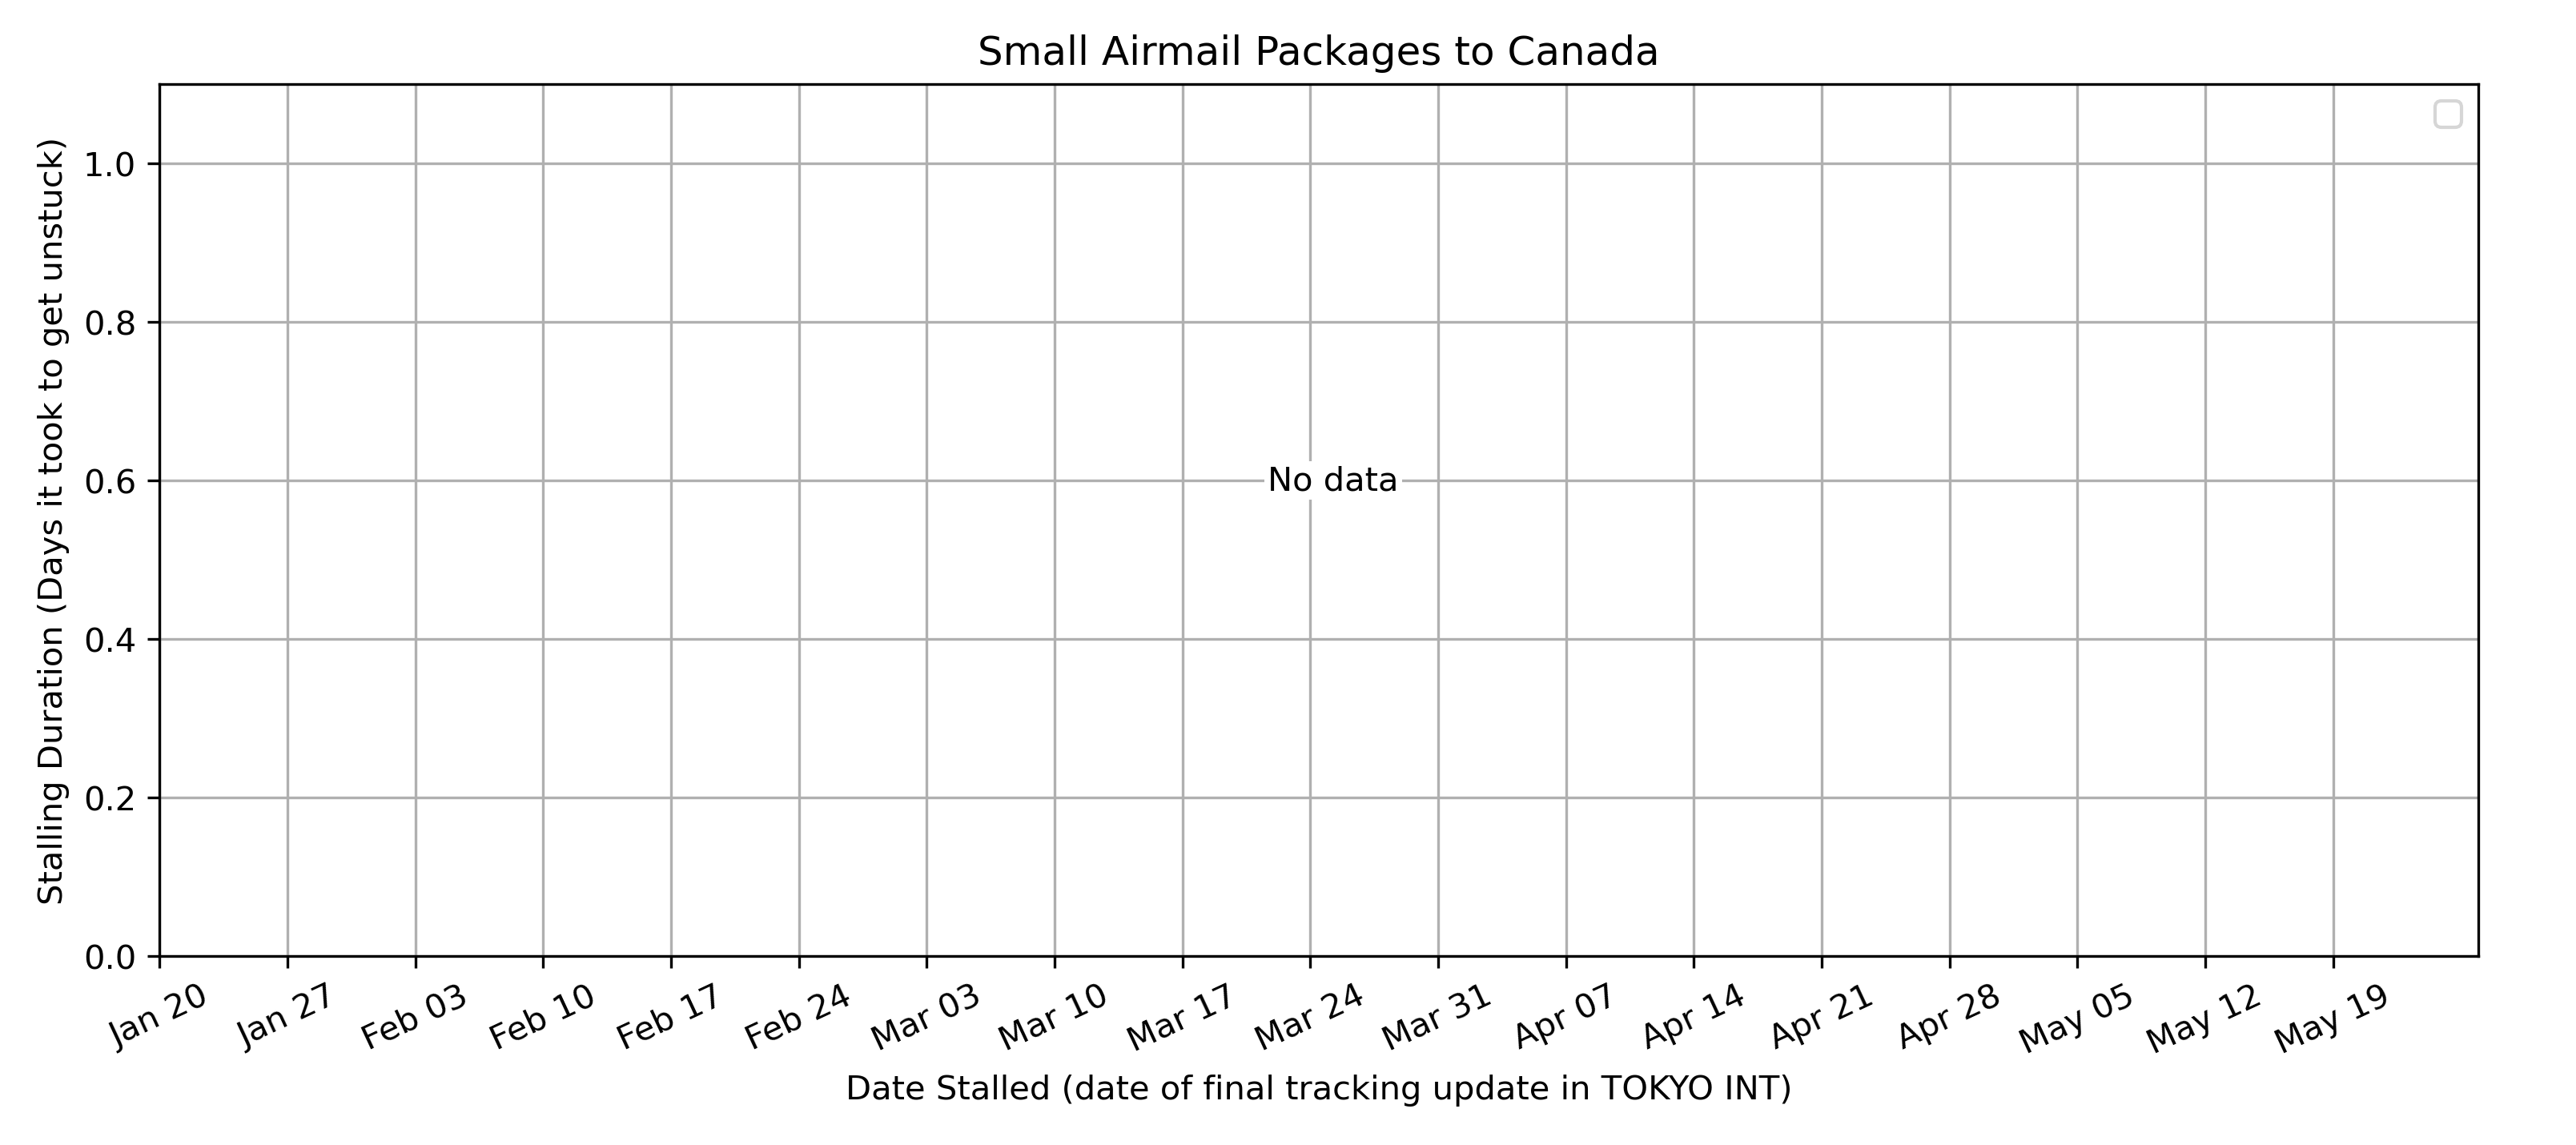 Small Airmail Packages to Canada
Stalling Duration (Days it took to get unstuck)
1.0
0.8
0.6
0.4
0.2
0.0
No data
Jan 20 Jan 27 Feb 03 Feb 10 Feb 17 Feb 24 Mar 03 Mar 10 Mar 17 Mar 24 Mar 31 Apr 07 Apr 14 Apr 21 Apr 28 May 05 May 12 May 19
Date Stalled (date of final tracking update in TOKYO INT)